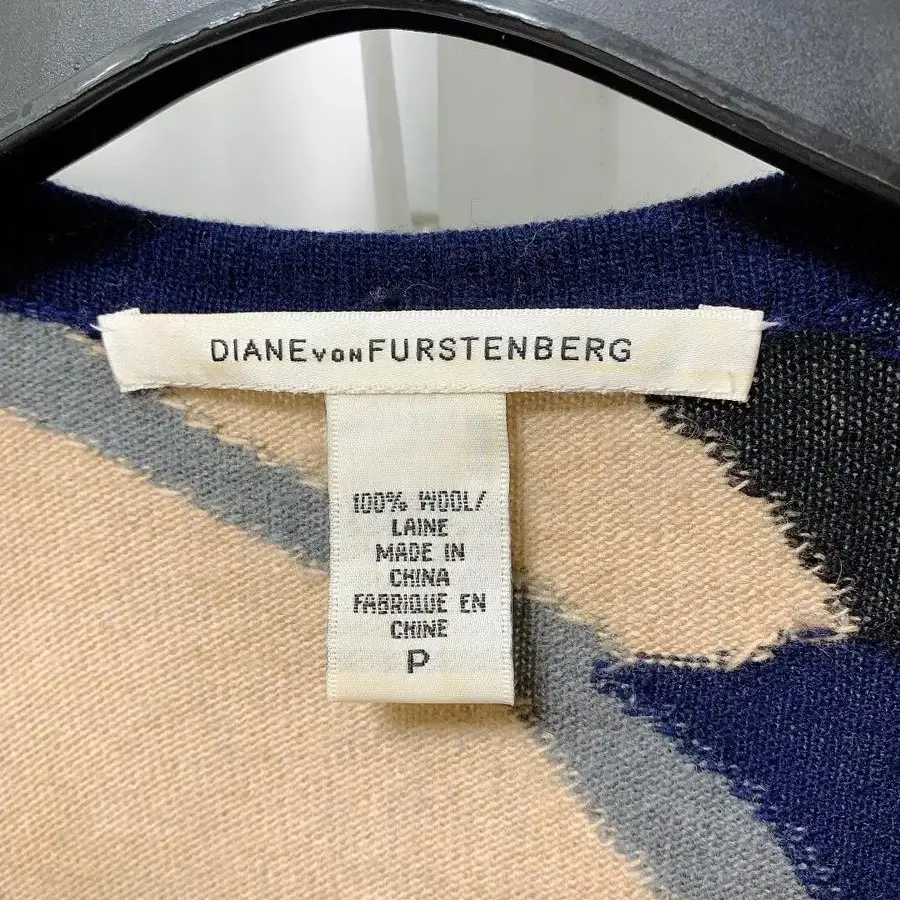 DIANE VON FURSTENBERG
100% WOOL/
LAINE
MADE IN
CHINA
FABRIQUE EN
CHINE
P